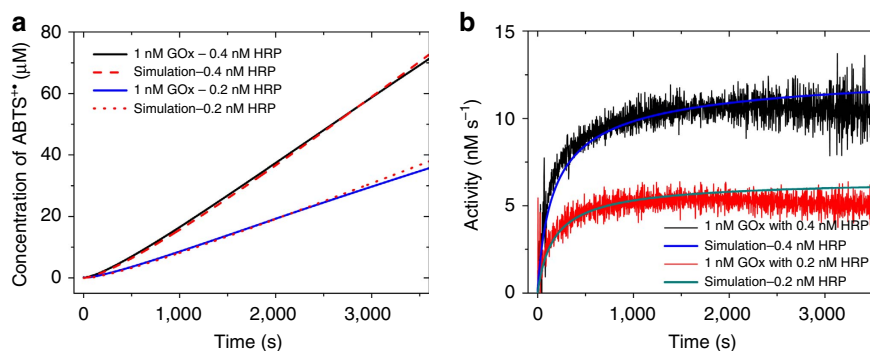 a
80
60
40
20
0
Concentration of ABTS+• (μM)
1 nM GOx – 0.4 nM HRP
Simulation–0.4 nM HRP
1 nM GOx – 0.2 nM HRP
Simulation–0.2 nM HRP
0 1,000 2,000 3,000
Time (s)
b
15
10
5
0
Activity (nM s⁻¹)
1 nM GOx with 0.4 nM HRP
Simulation–0.4 nM HRP
1 nM GOx with 0.2 nM HRP
Simulation–0.2 nM HRP
0 1,000 2,000 3,000
Time (s)